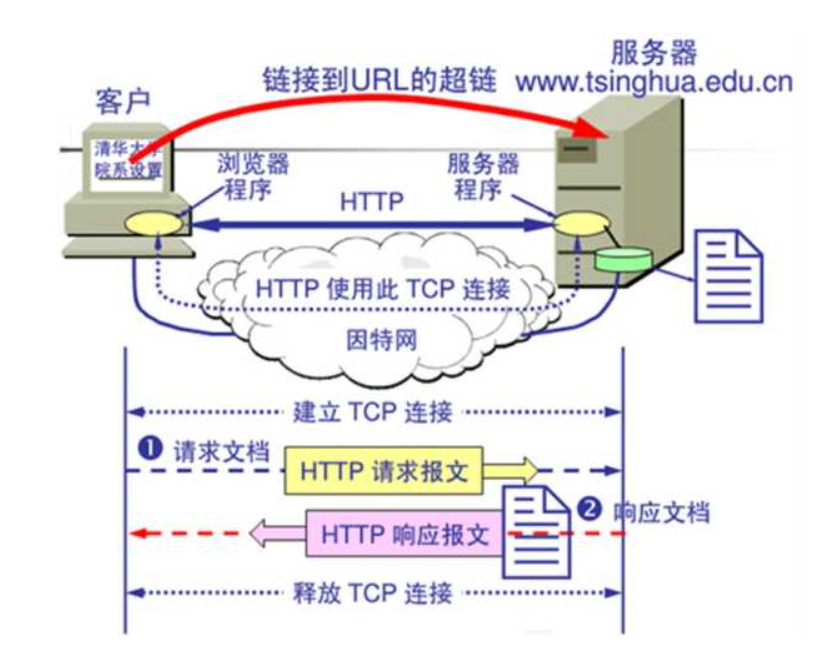 服务器
链接到URL的超链
www.tsinghua.edu.cn
客户
清华大学
院系设置
浏览器
程序
服务器
程序
HTTP
HTTP 使用此 TCP 连接
因特网
建立 TCP 连接
❶ 请求文档
HTTP 请求报文
HTTP 响应报文
❷ 响应文档
释放 TCP 连接